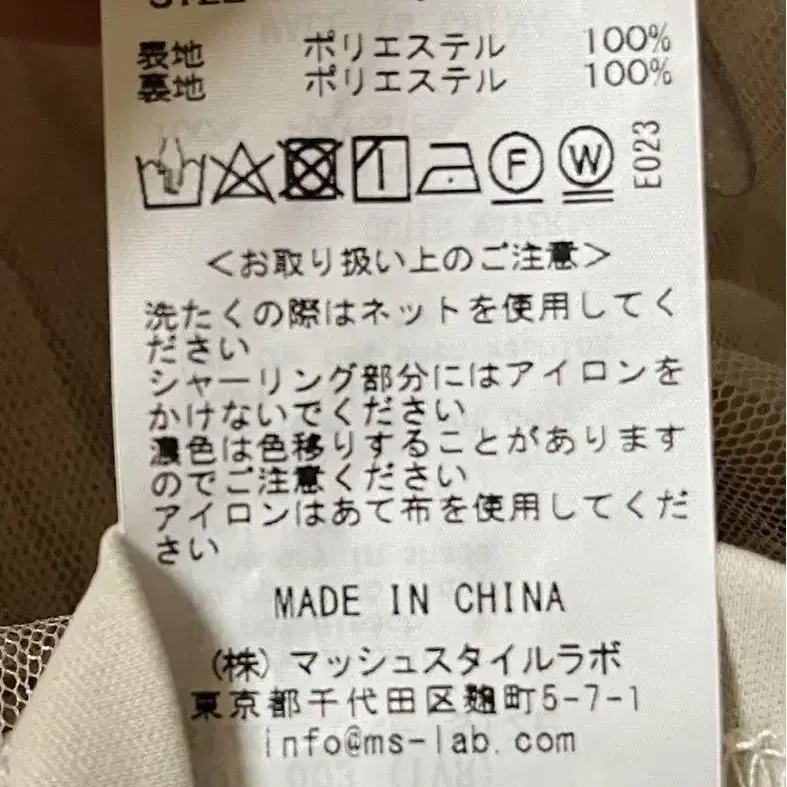 表地 ポリエステル 100%
裏地 ポリエステル 100%
F W E023
<お取り扱い上のご注意>
洗たくの際はネットを使用してく
ださい
シャーリング部分にはアイロンを
かけないでください
濃色は色移りすることがあります
のでご注意ください
アイロンはあて布を使用してくだ
さい
MADE IN CHINA
(株) マッシュスタイルラボ
東京都千代田区麹町5-7-1
info@ms-lab.com